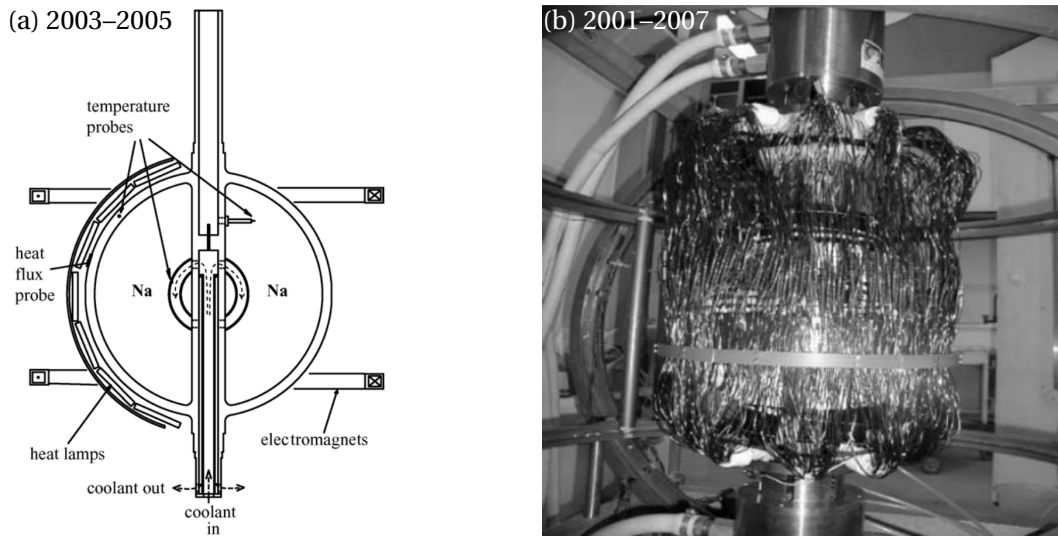 (a) 2003–2005
(b) 2001–2007
temperature
probes
heat
flux
probe
Na
Na
heat lamps
electromagnets
coolant out
coolant
in